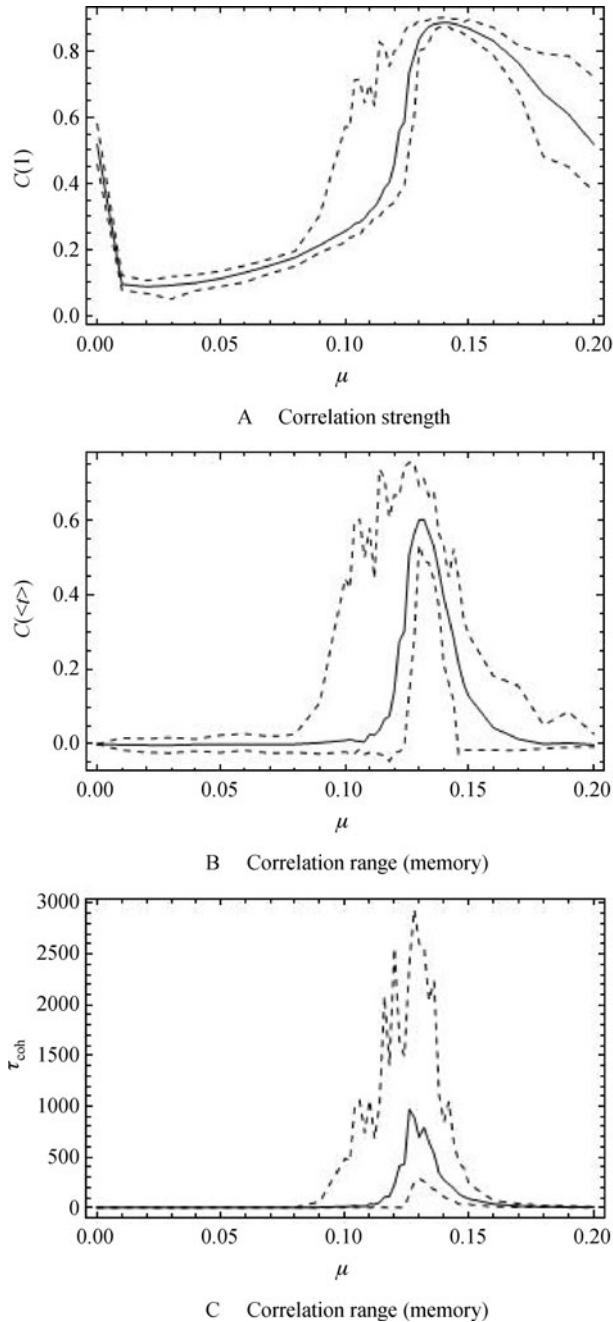 0.8
0.6
C(1)
0.4
0.2
0.0
0.00 0.05 0.10 0.15 0.20
μ
A Correlation strength
0.6
0.4
C(<t>)
0.2
0.0
0.00 0.05 0.10 0.15 0.20
μ
B Correlation range (memory)
3000
2500
2000
τcoh
1500
1000
500
0
0.00 0.05 0.10 0.15 0.20
μ
C Correlation range (memory)